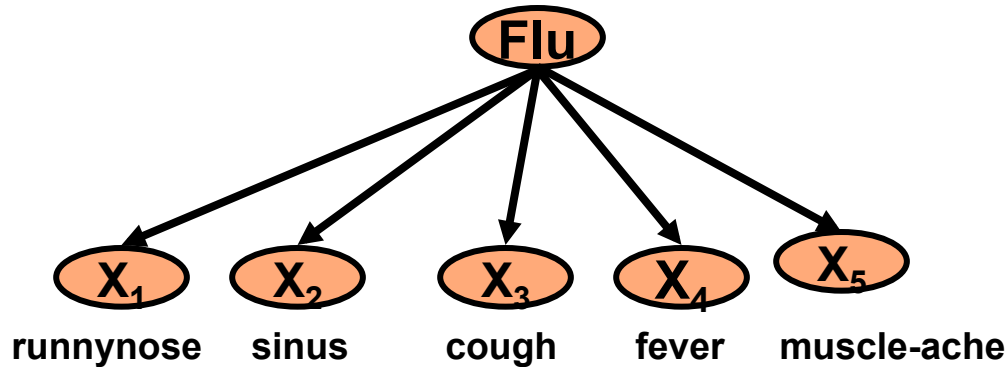 Flu
X₁ X₂ X₃ X₄ X₅
runnynose sinus cough fever muscle-ache